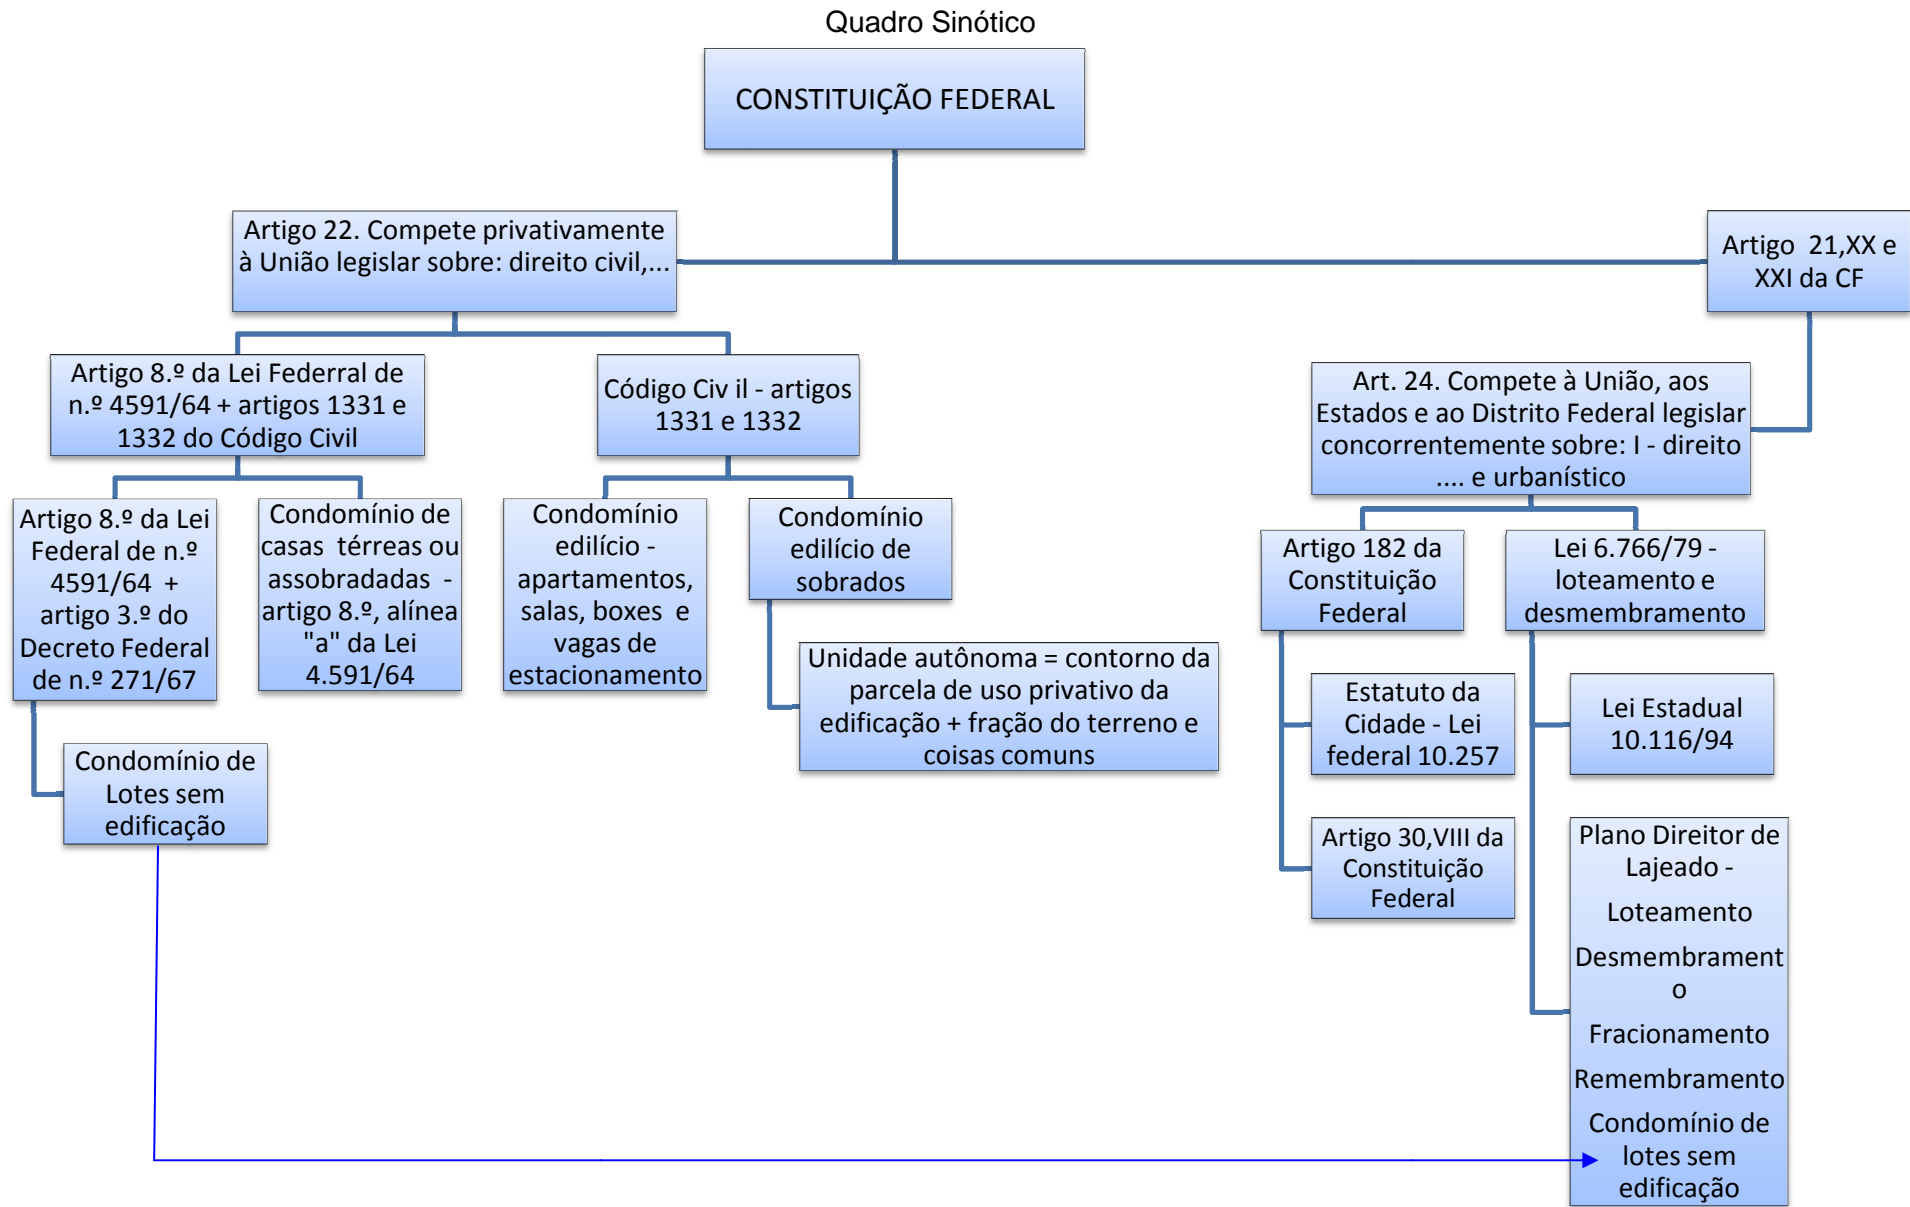 Quadro Sinótico
CONSTITUIÇÃO FEDERAL
Artigo 22. Compete privativamente
à União legislar sobre: direito civil,...
Artigo  21,XX e
XXI da CF
Artigo 8.º da Lei Federral de
n.º 4591/64 + artigos 1331 e
1332 do Código Civil
Código Civ il - artigos
1331 e 1332
Art. 24. Compete à União, aos
Estados e ao Distrito Federal legislar
concorrentemente sobre: I - direito
.... e urbanístico
Artigo 8.º da Lei
Federal de n.º
4591/64  +
artigo 3.º do
Decreto Federal
de n.º 271/67
Condomínio de
casas  térreas ou
assobradadas  -
artigo 8.º, alínea
"a" da Lei
4.591/64
Condomínio
edilício -
apartamentos,
salas, boxes  e
vagas de
estacionamento
Condomínio
edilício de
sobrados
Unidade autônoma = contorno da
parcela de uso privativo da
edificação + fração do terreno e
coisas comuns
Condomínio de
Lotes sem
edificação
Artigo 182 da
Constituição
Federal
Lei 6.766/79 -
loteamento e
desmembramento
Estatuto da
Cidade - Lei
federal 10.257
Lei Estadual
10.116/94
Artigo 30,VIII da
Constituição
Federal
Plano Direitor de
Lajeado -
Loteamento
Desmembrament
o
Fracionamento
Remembramento
Condomínio de
lotes sem
edificação